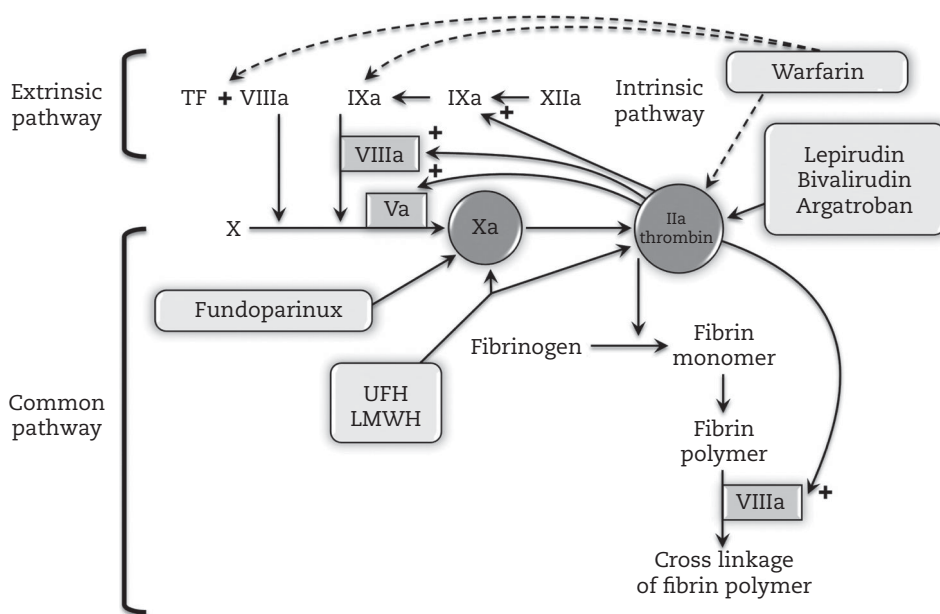 Extrinsic
pathway
TF + VIIIa
IXa
IXa
XIIa
Intrinsic
pathway
Warfarin
+
+
VIIIa
+
Va
Lepirudin
Bivalirudin
Argatroban
X
Xa
IIa
thrombin
Fundoparinux
Common
pathway
UFH
LMWH
Fibrinogen
Fibrin
monomer
Fibrin
polymer
VIIIa
+
Cross linkage
of fibrin polymer